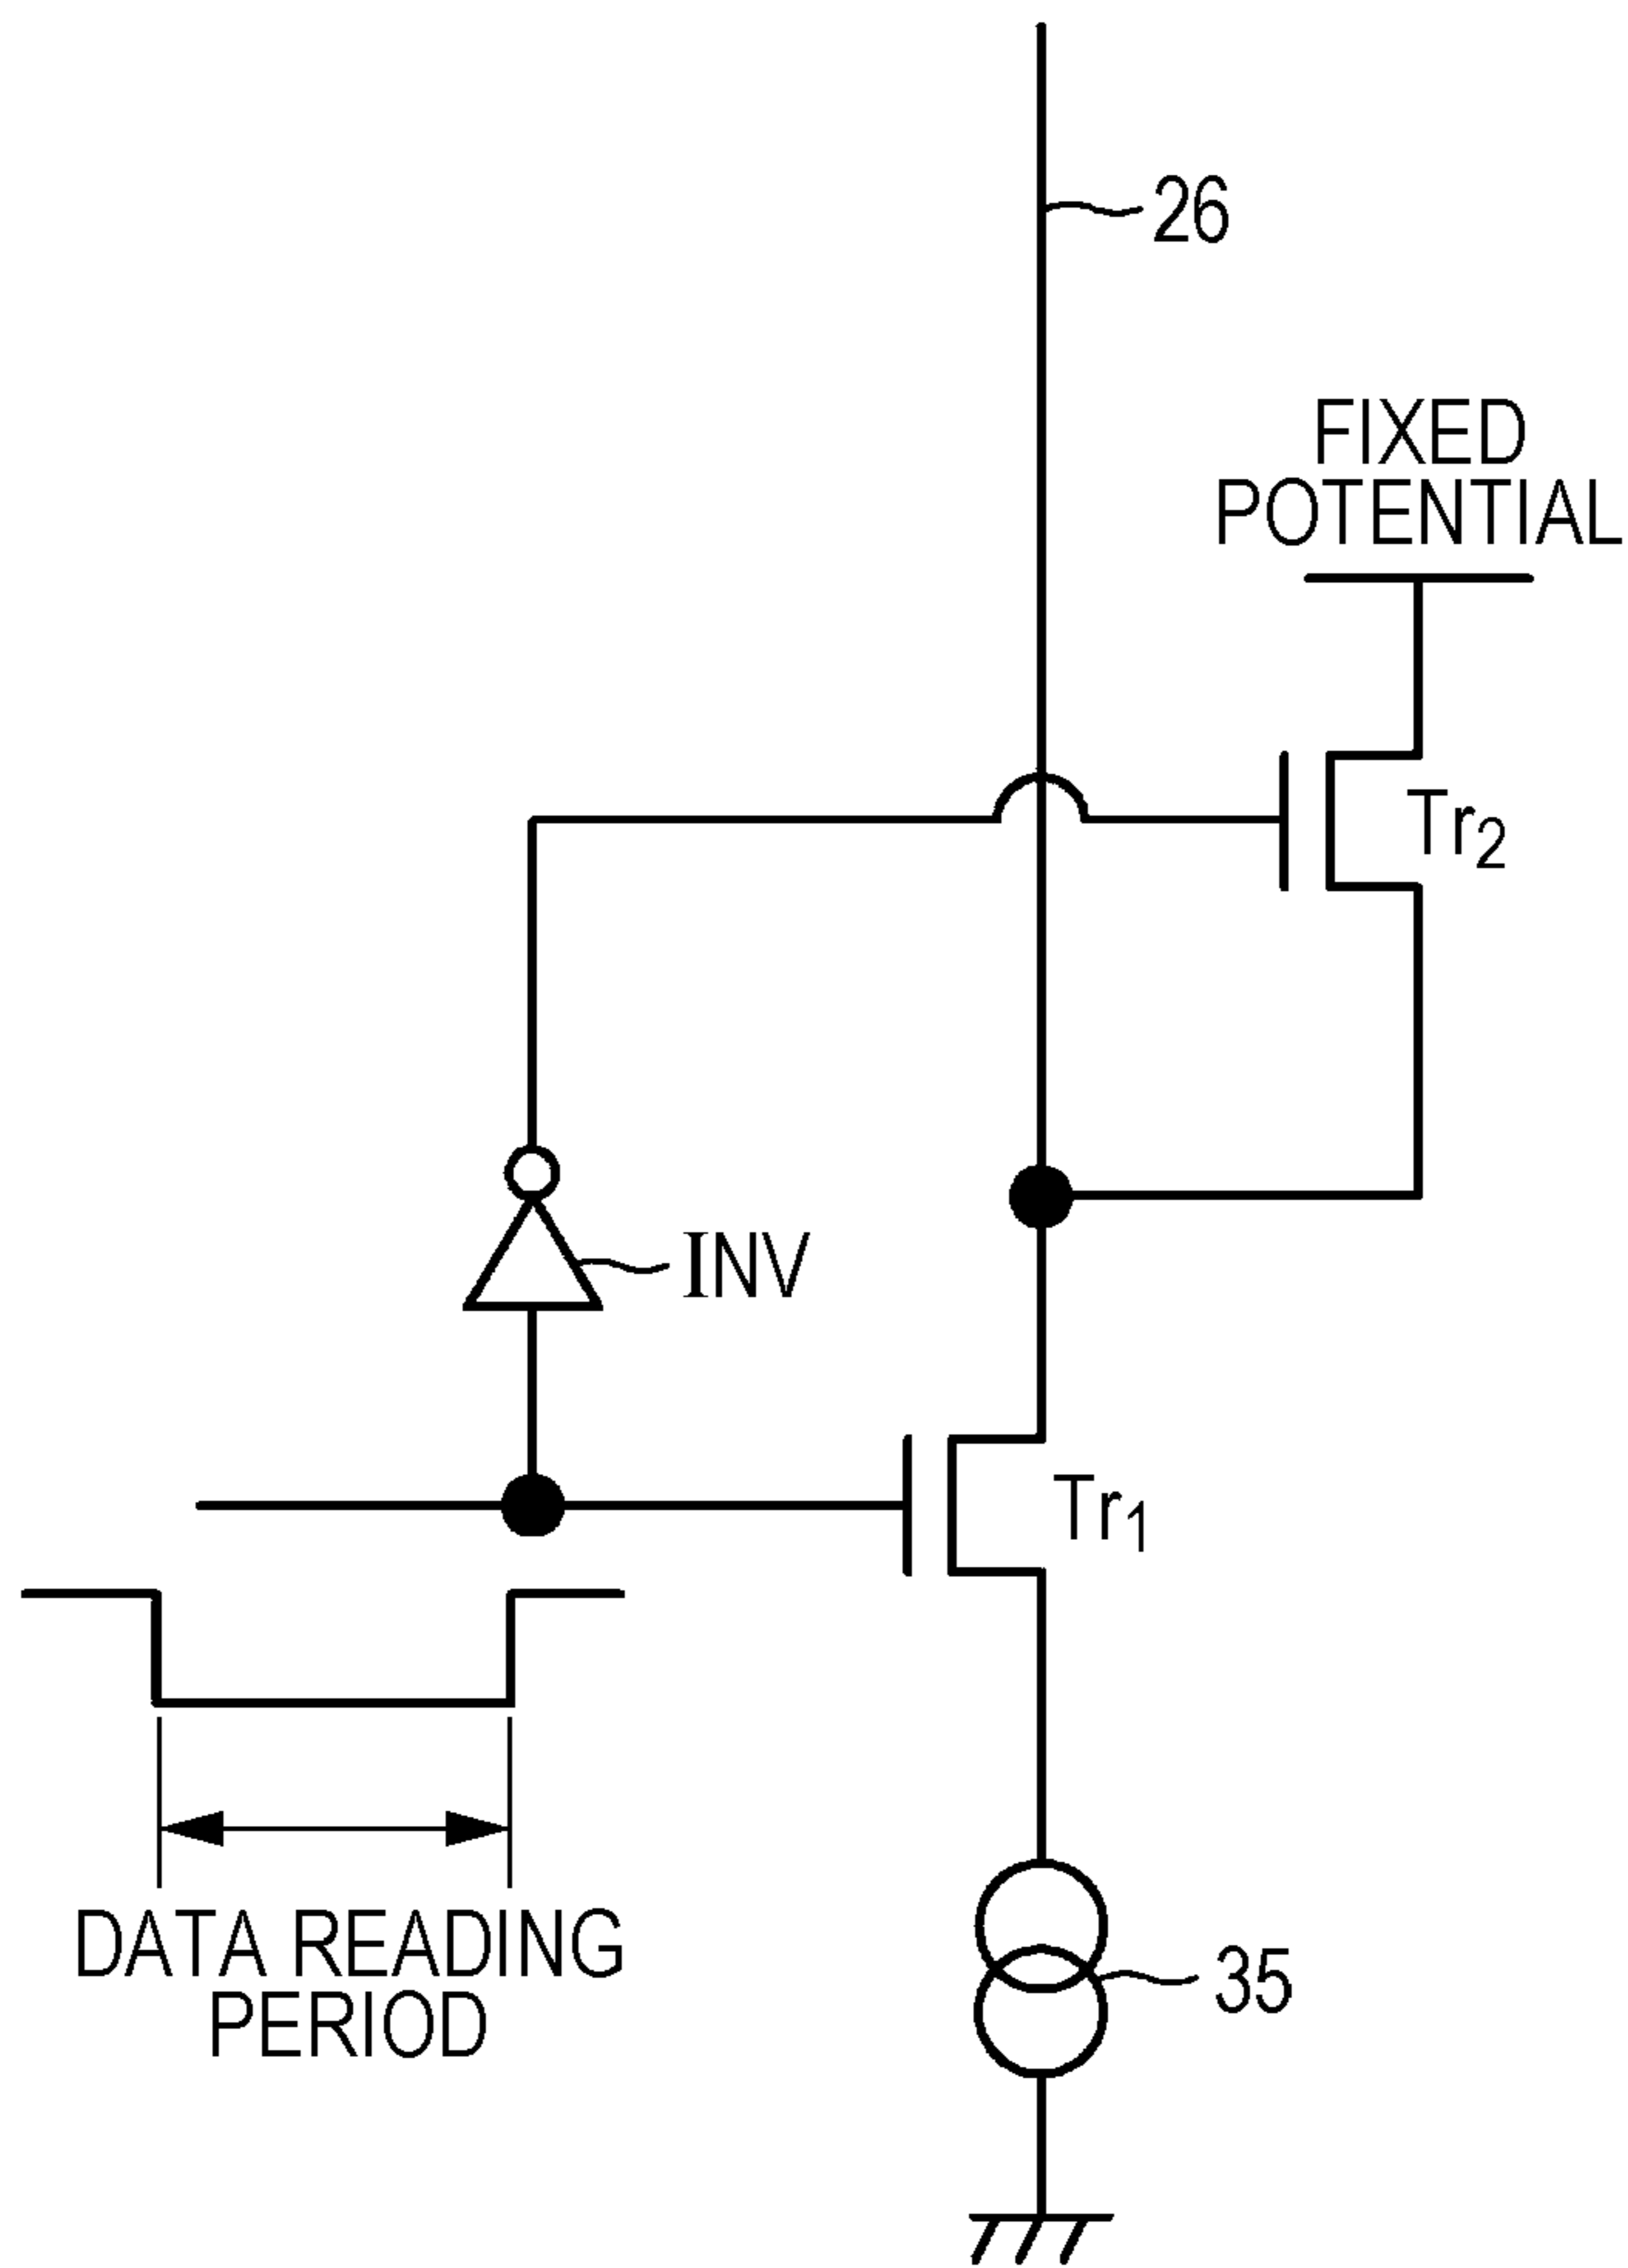 26
FIXED
POTENTIAL
Tr2
INV
Tr1
DATA READING
PERIOD
35